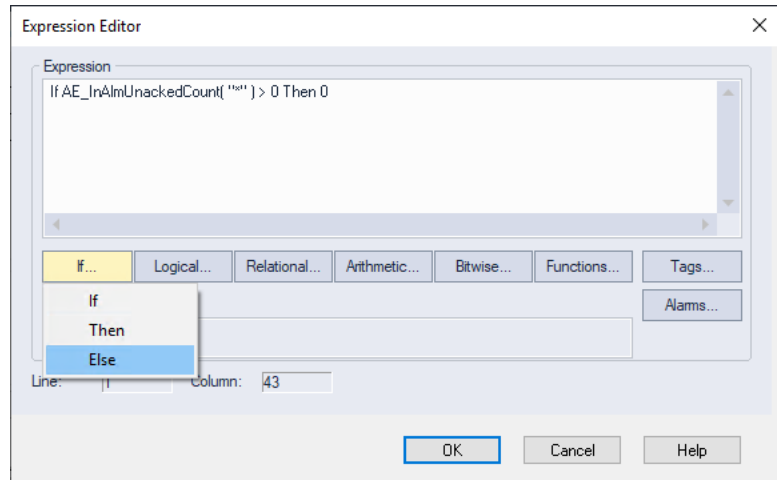 Expression Editor
Expression
If AE_InAlmUnackedCount( "*" ) > 0 Then 0
If... Logical... Relational... Arithmetic... Bitwise... Functions... Tags...
If
Alarms...
Then
Else
Line: 1 Column: 43
OK Cancel Help